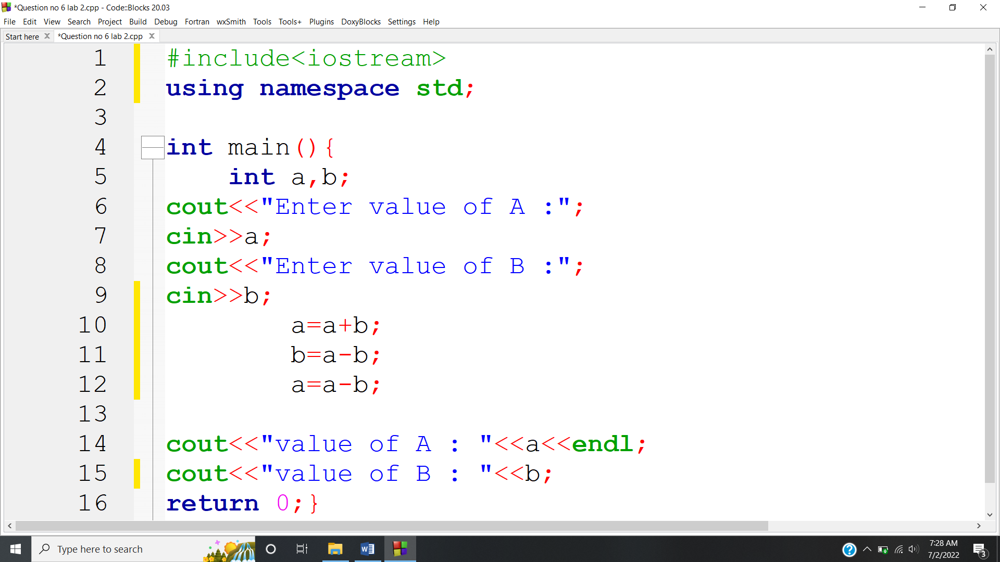 *Question no 6 lab 2.cpp - Code::Blocks 20.03
File Edit View Search Project Build Debug Fortran wxSmith Tools Tools+ Plugins DoxyBlocks Settings Help
Start here X *Question no 6 lab 2.cpp X
1 #include<iostream>
2 using namespace std;
3
4 int main(){
5     int a,b;
6 cout<<"Enter value of A :";
7 cin>>a;
8 cout<<"Enter value of B :";
9 cin>>b;
10         a=a+b;
11         b=a-b;
12         a=a-b;
13
14 cout<<"value of A : "<<a<<endl;
15 cout<<"value of B : "<<b;
16 return 0;}
Type here to search
7:28 AM
7/2/2022
3